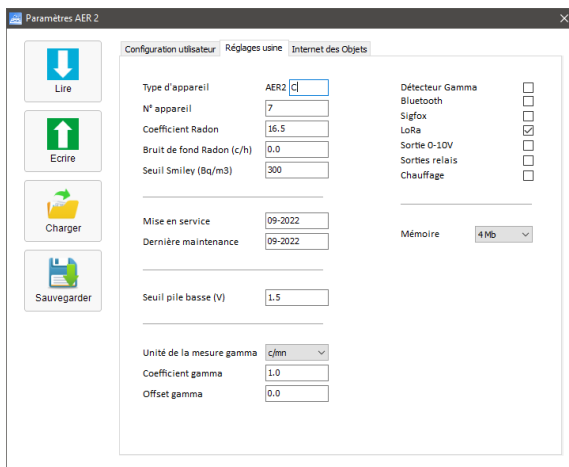 Paramètres AER 2
Configuration utilisateur Réglages usine Internet des Objets
Lire
Ecrire
Charger
Sauvegarder
Type d'appareil AER2 C
N° appareil 7
Coefficient Radon 16.5
Bruit de fond Radon (c/h) 0.0
Seuil Smiley (Bq/m3) 300
Mise en service 09-2022
Dernière maintenance 09-2022
Seuil pile basse (V) 1.5
Unité de la mesure gamma c/mn
Coefficient gamma 1.0
Offset gamma 0.0
Détecteur Gamma
Bluetooth
Sigfox
LoRa
Sortie 0-10V
Sorties relais
Chauffage
Mémoire 4 Mb